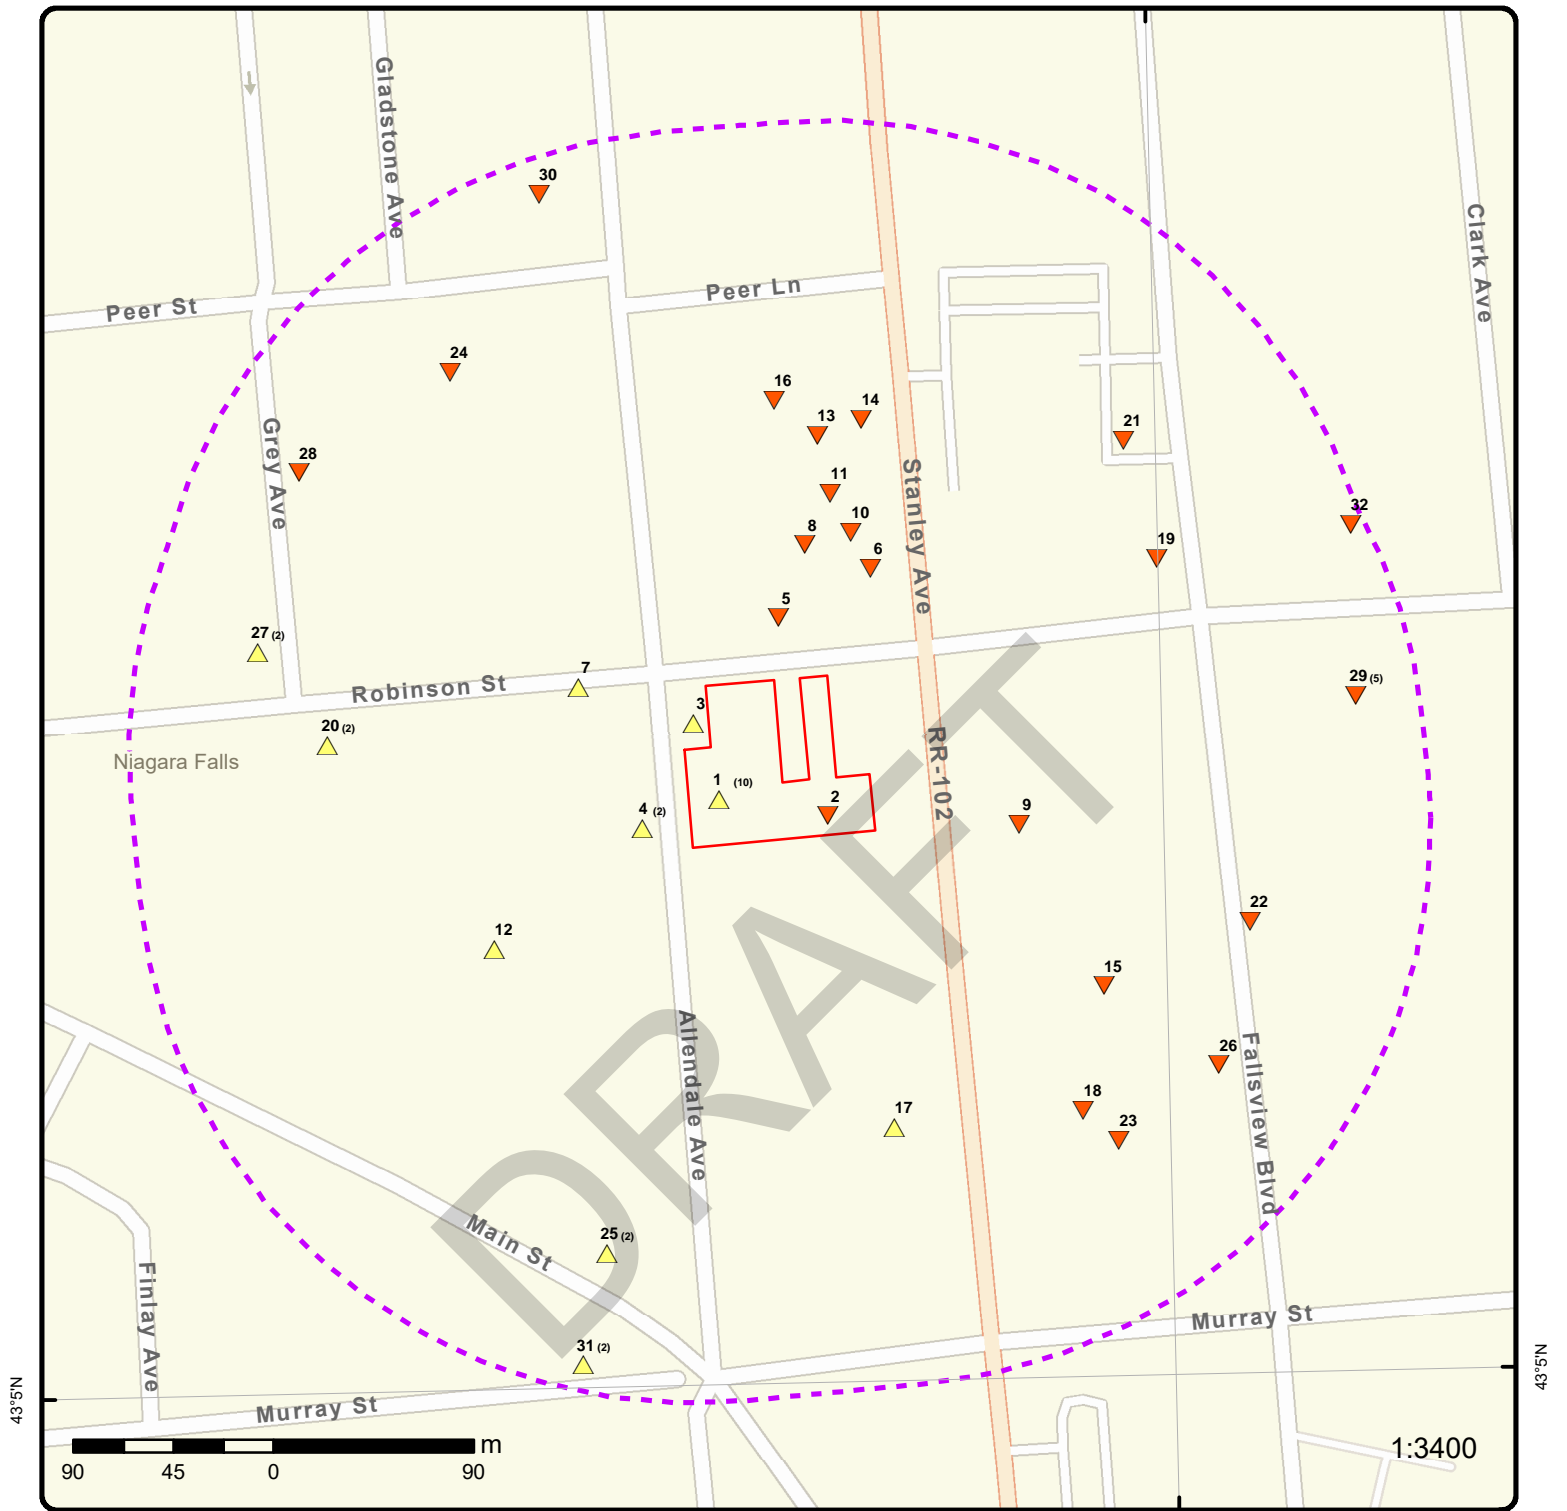 Gladstone Ave
30
Clark Ave
Peer Ln
Peer St
24
16
14
13
21
28
Grey Ave
11
Stanley Ave
32
10
8
6
19
5
27 (2)
7
Robinson St
29 (5)
3
20 (2)
RR-102
Niagara Falls
1 (10)
2
4 (2)
9
22
12
15
Allendale Ave
26
Fallsview Blvd
18
17
23
DRAFT
Main St
25 (2)
Finlay Ave
Murray St
31 (2)
43°5'N
43°5'N
Murray St
m
1:3400
90 45 0 90